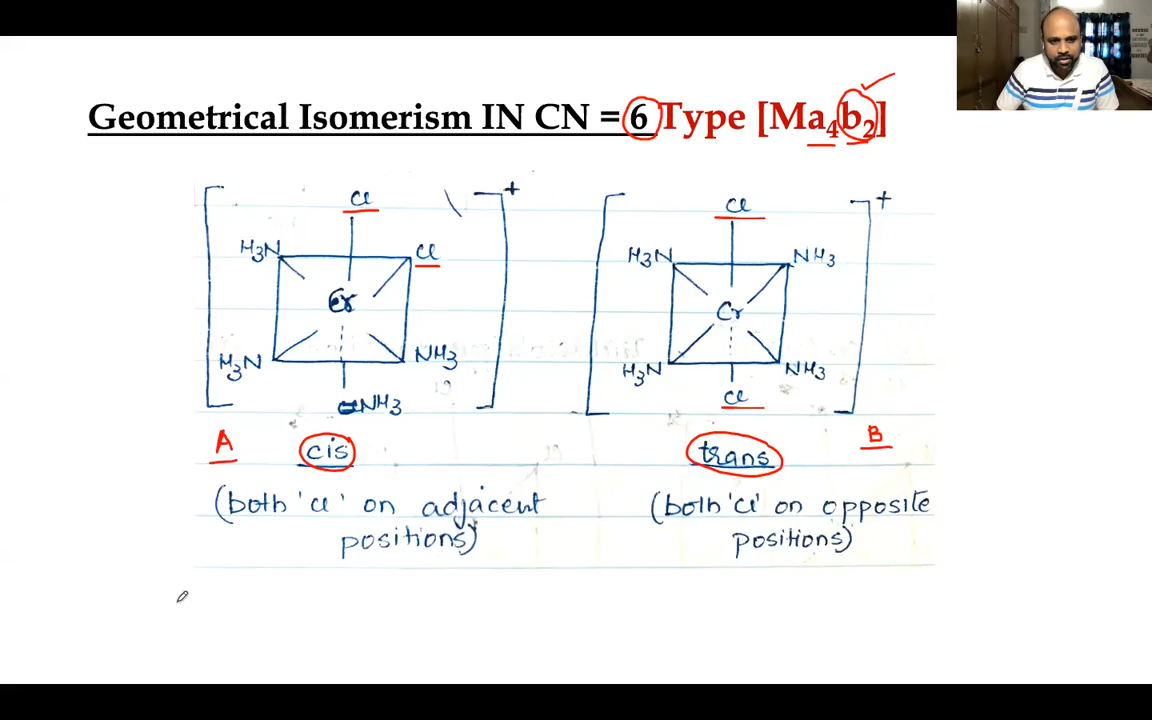 Geometrical Isomerism IN CN = 6 Type [Ma₄b₂]
Cl + Cl +
H₃N Cl H₃N NH₃
Cr Cr
H₃N NH₃ H₃N NH₃
NH₃ Cl
A cis trans B
(both 'Cl' on adjacent positions)
(both 'Cl' on opposite positions)